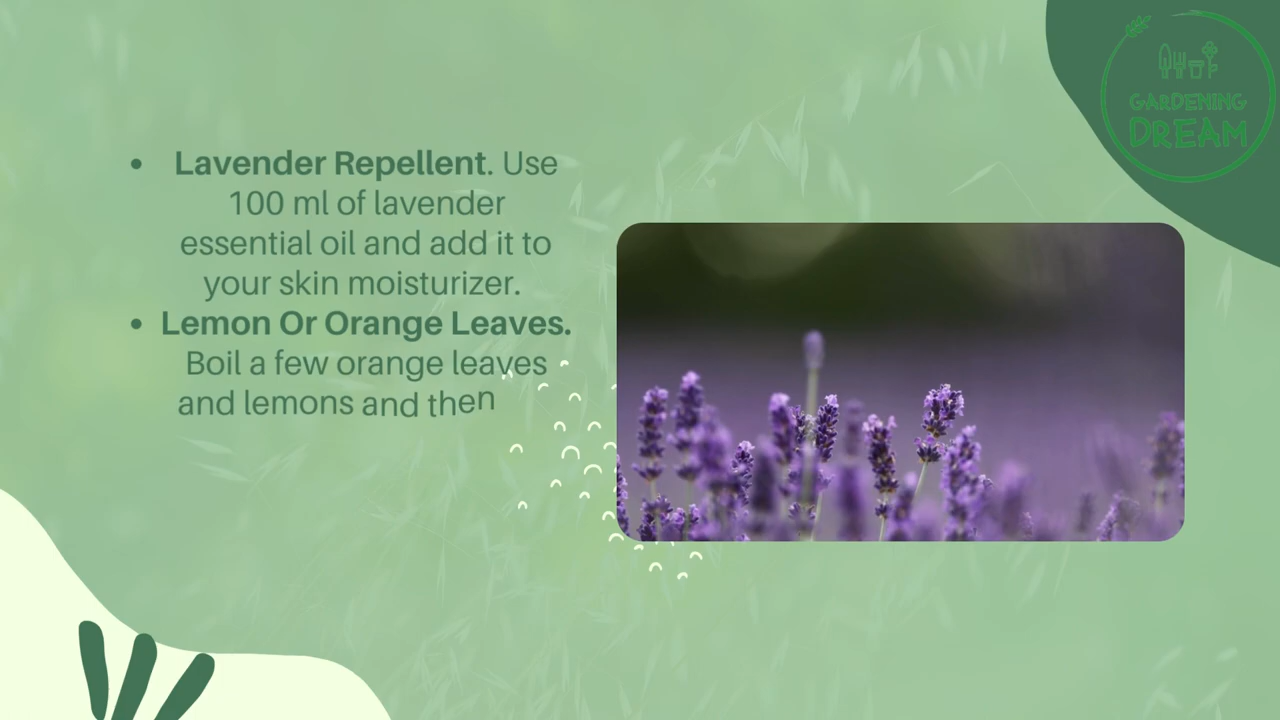 • Lavender Repellent. Use
100 ml of lavender
essential oil and add it to
your skin moisturizer.
• Lemon Or Orange Leaves.
Boil a few orange leaves
and lemons and then
GARDENING
DREAM